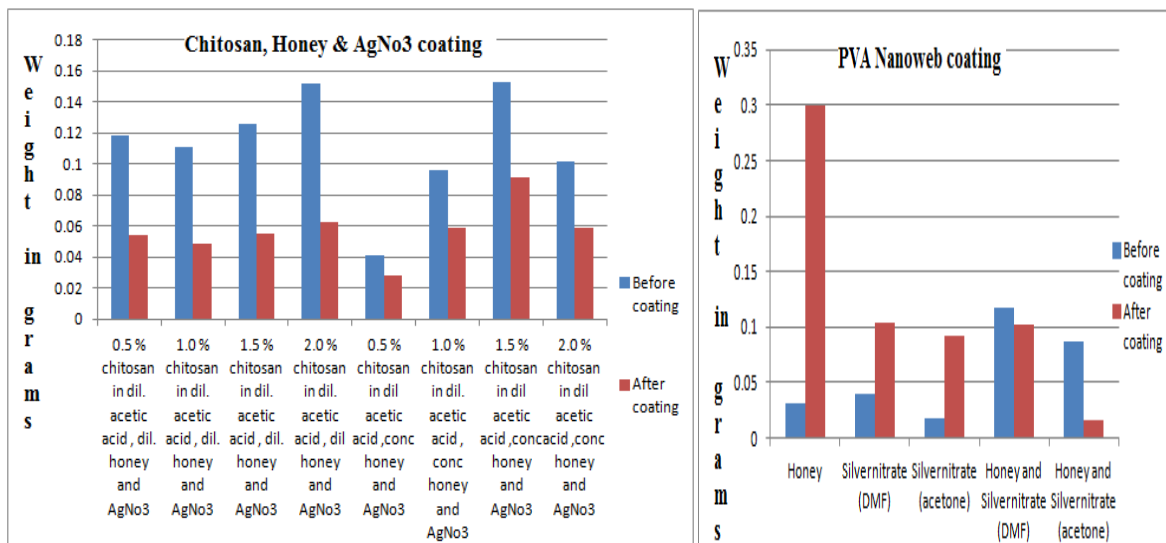 Chitosan, Honey & AgNo3 coating
Weight in grams
0.18
0.16
0.14
0.12
0.1
0.08
0.06
0.04
0.02
0
0.5 % chitosan in dil. acetic acid , dil. honey and AgNo3
1.0 % chitosan in dil. acetic acid , dil. honey and AgNo3
1.5 % chitosan in dil. acetic acid , dil. honey and AgNo3
2.0 % chitosan in dil. acetic acid , dil honey and AgNo3
0.5 % chitosan in dil acetic acid ,conc honey and AgNo3
1.0 % chitosan in dil. acetic acid , conc honey and AgNo3
1.5 % chitosan in dil acetic acid ,conc honey and AgNo3
2.0 % chitosan in dil acetic acid ,conc honey and AgNo3
Before coating
After coating
PVA Nanoweb coating
Weight in grams
0.35
0.3
0.25
0.2
0.15
0.1
0.05
0
Honey
Silvernitrate (DMF)
Silvernitrate (acetone)
Honey and Silvernitrate (DMF)
Honey and Silvernitrate (acetone)
Before coating
After coating